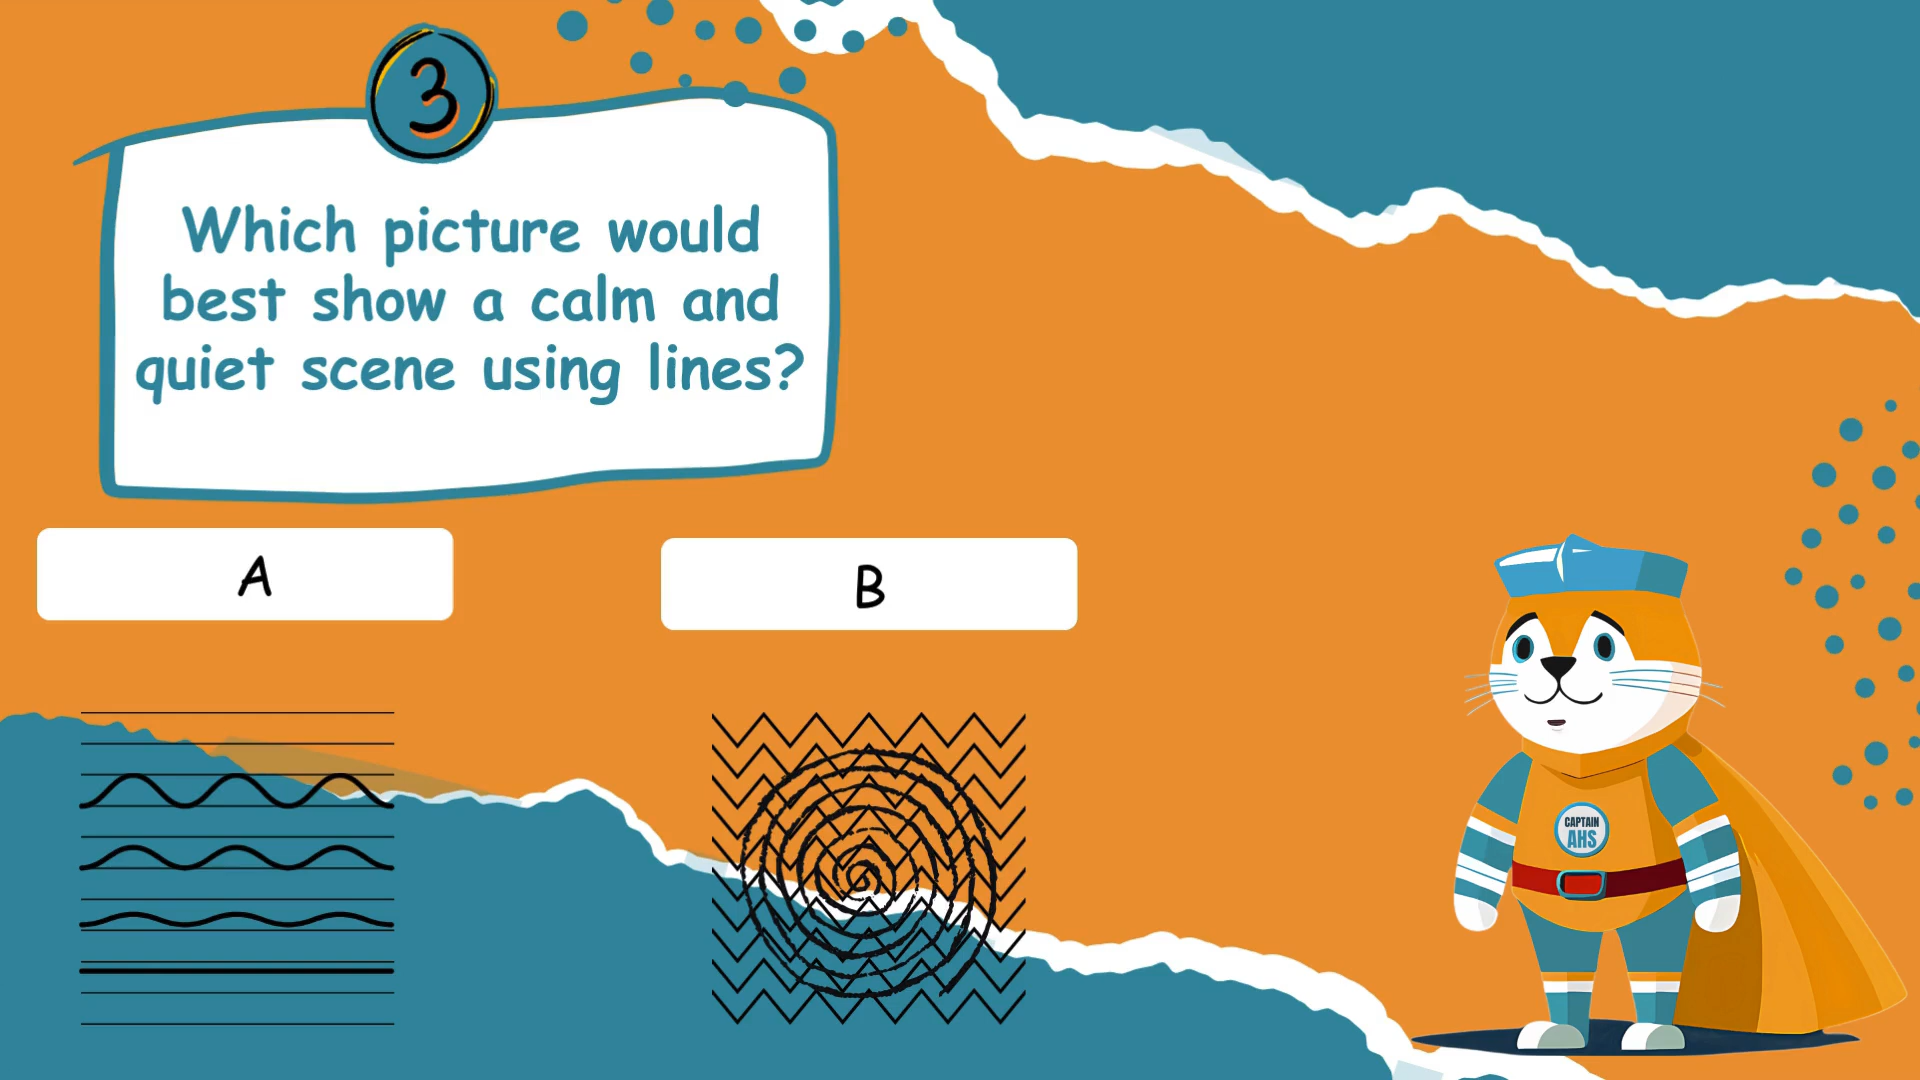 3
Which picture would
best show a calm and
quiet scene using lines?
A
B
CAPTAIN
AHS